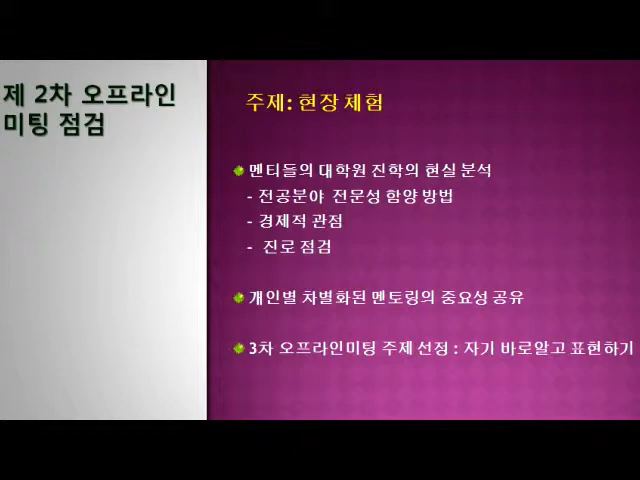 제 2차 오프라인
미팅 점검
주제: 현장 체험
멘티들의 대학원 진학의 현실 분석
- 전공분야 전문성 함양 방법
- 경제적 관점
- 진로 점검
개인별 차별화된 멘토링의 중요성 공유
3차 오프라인미팅 주제 선정 : 자기 바로알고 표현하기